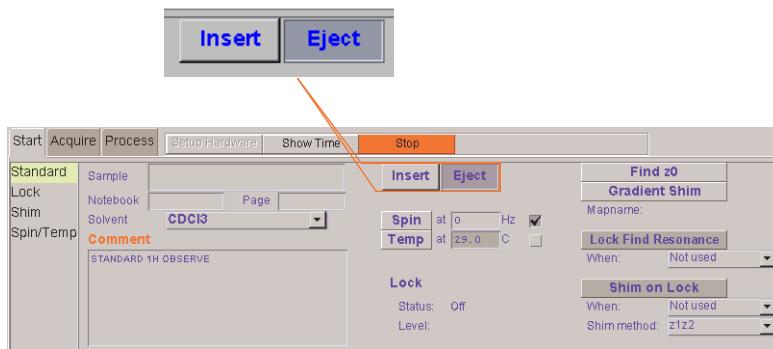 Insert Eject
Start Acquire Process Setup Hardware Show Time Stop
Standard Sample Insert Eject Find z0
Lock Gradient Shim
Notebook Page Mapname:
Shim Solvent CDCl3 Spin at 0 Hz
Spin/Temp Comment Temp at 29.0 C Lock Find Resonance
STANDARD 1H OBSERVE When: Not used
Lock Shim on Lock
Status: Off When: Not used
Level: Shim method: z1z2